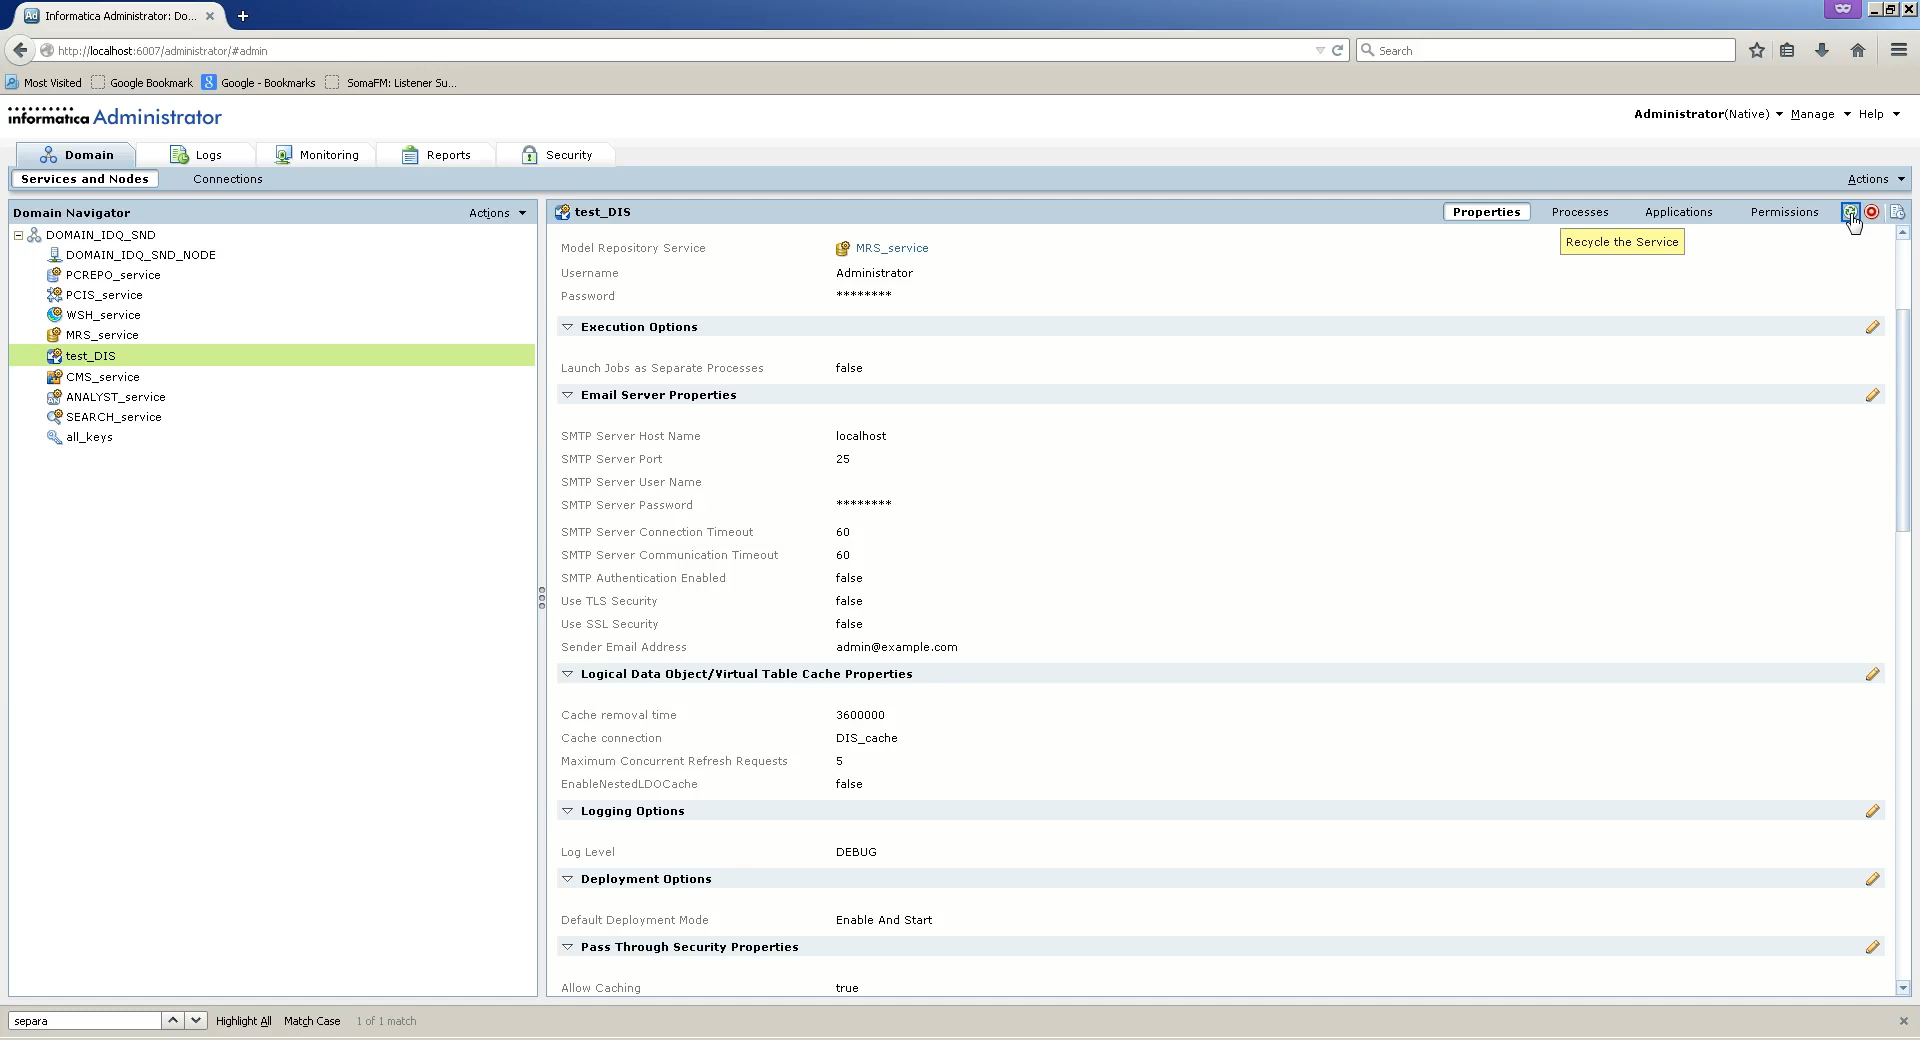 Informatica Administrator: Do...
http://localhost:6007/administrator/#admin
Search
Most Visited Google Bookmark Google - Bookmarks SomaFM: Listener Su...
informatica Administrator
Administrator(Native) Manage Help
Domain Logs Monitoring Reports Security
Services and Nodes Connections Actions
Domain Navigator Actions
DOMAIN_IDQ_SND
DOMAIN_IDQ_SND_NODE
PCREPO_service
PCIS_service
WSH_service
MRS_service
test_DIS
CMS_service
ANALYST_service
SEARCH_service
all_keys
test_DIS Properties Processes Applications Permissions
Recycle the Service
Model Repository Service MRS_service
Username Administrator
Password ********
Execution Options
Launch Jobs as Separate Processes false
Email Server Properties
SMTP Server Host Name localhost
SMTP Server Port 25
SMTP Server User Name
SMTP Server Password ********
SMTP Server Connection Timeout 60
SMTP Server Communication Timeout 60
SMTP Authentication Enabled false
Use TLS Security false
Use SSL Security false
Sender Email Address admin@example.com
Logical Data Object/Virtual Table Cache Properties
Cache removal time 3600000
Cache connection DIS_cache
Maximum Concurrent Refresh Requests 5
EnableNestedLDOCache false
Logging Options
Log Level DEBUG
Deployment Options
Default Deployment Mode Enable And Start
Pass Through Security Properties
Allow Caching true
separa Highlight All Match Case 1 of 1 match